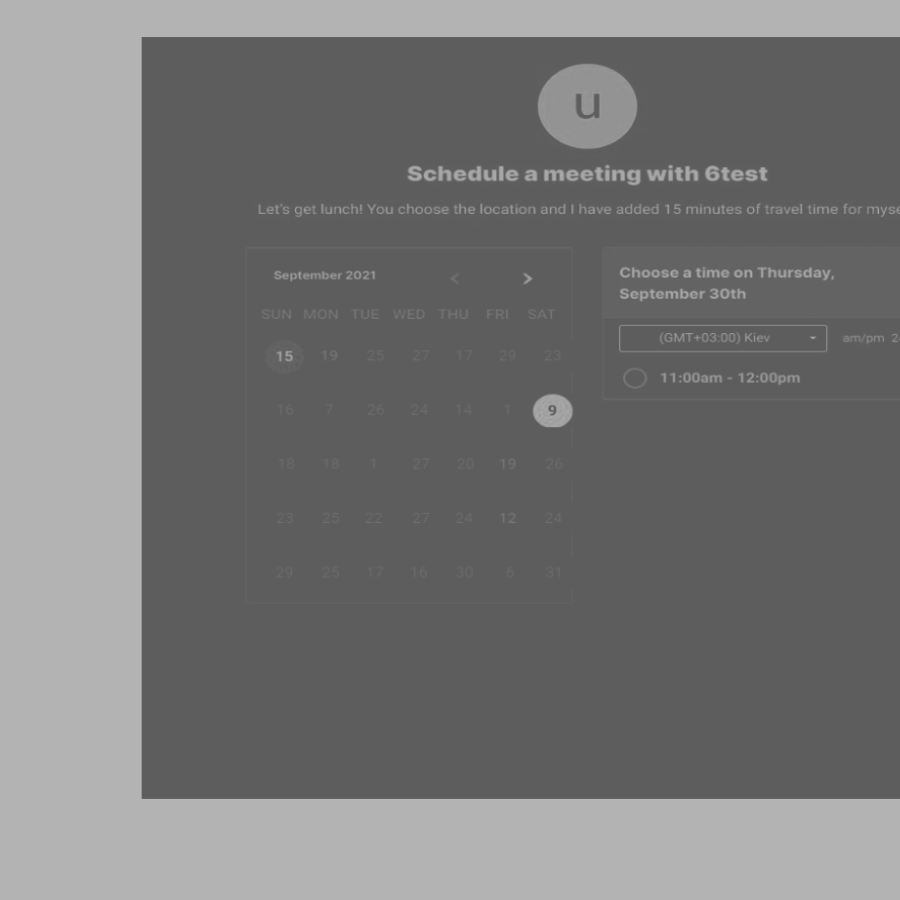 u
Schedule a meeting with 6test
Let's get lunch! You choose the location and I have added 15 minutes of travel time for
September 2021 < >
SUN MON TUE WED THU FRI SAT
15 19 25 27 17 29 23
16 7 26 24 14 1 9
18 18 1 27 20 19 26
23 25 22 27 24 12 24
29 25 17 16 30 6 31
Choose a time on Thursday,
September 30th
(GMT+03:00) Kiev
am/pm
11:00am - 12:00pm